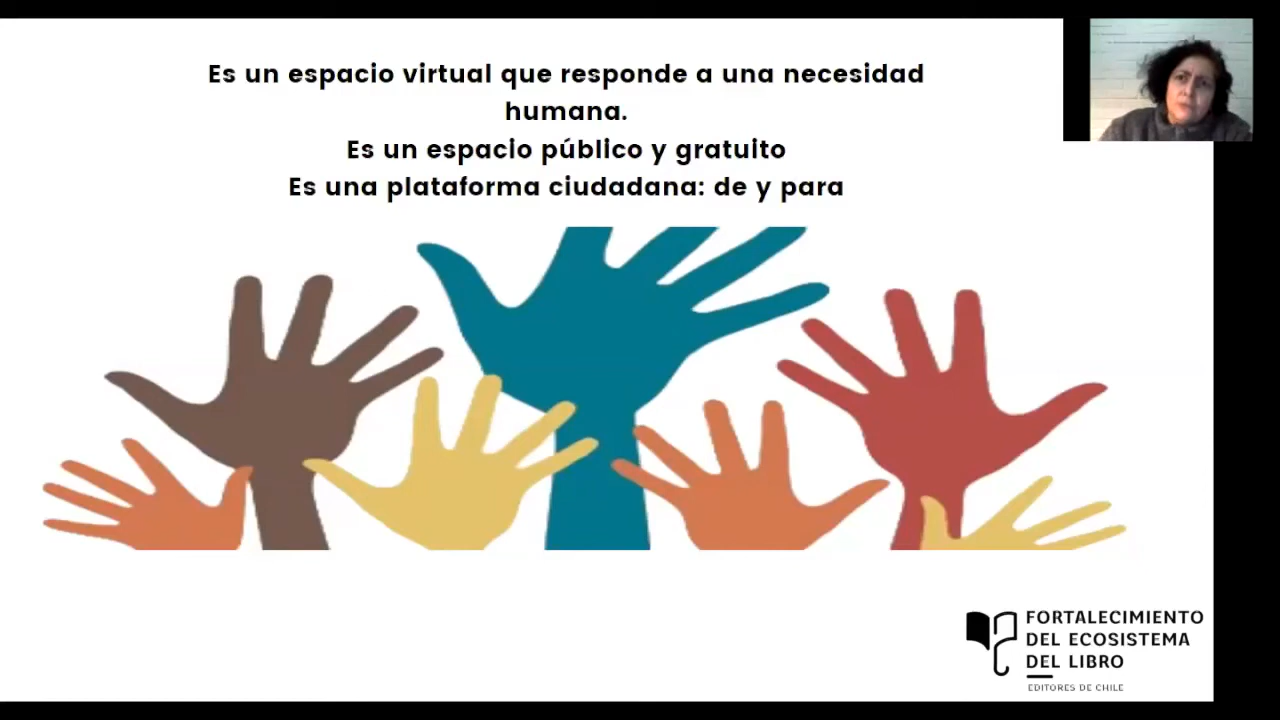 Es un espacio virtual que responde a una necesidad
humana.
Es un espacio público y gratuito
Es una plataforma ciudadana: de y para
FORTALECIMIENTO
DEL ECOSISTEMA
DEL LIBRO
EDITORES DE CHILE